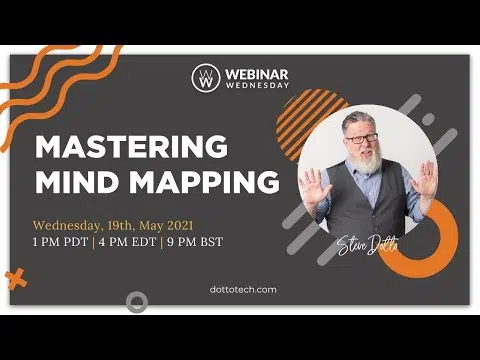 WEBINAR
WEDNESDAY
MASTERING
MIND MAPPING
Wednesday, 19th, May 2021
1 PM PDT | 4 PM EDT | 9 PM BST
Steve Dotto
dottotech.com